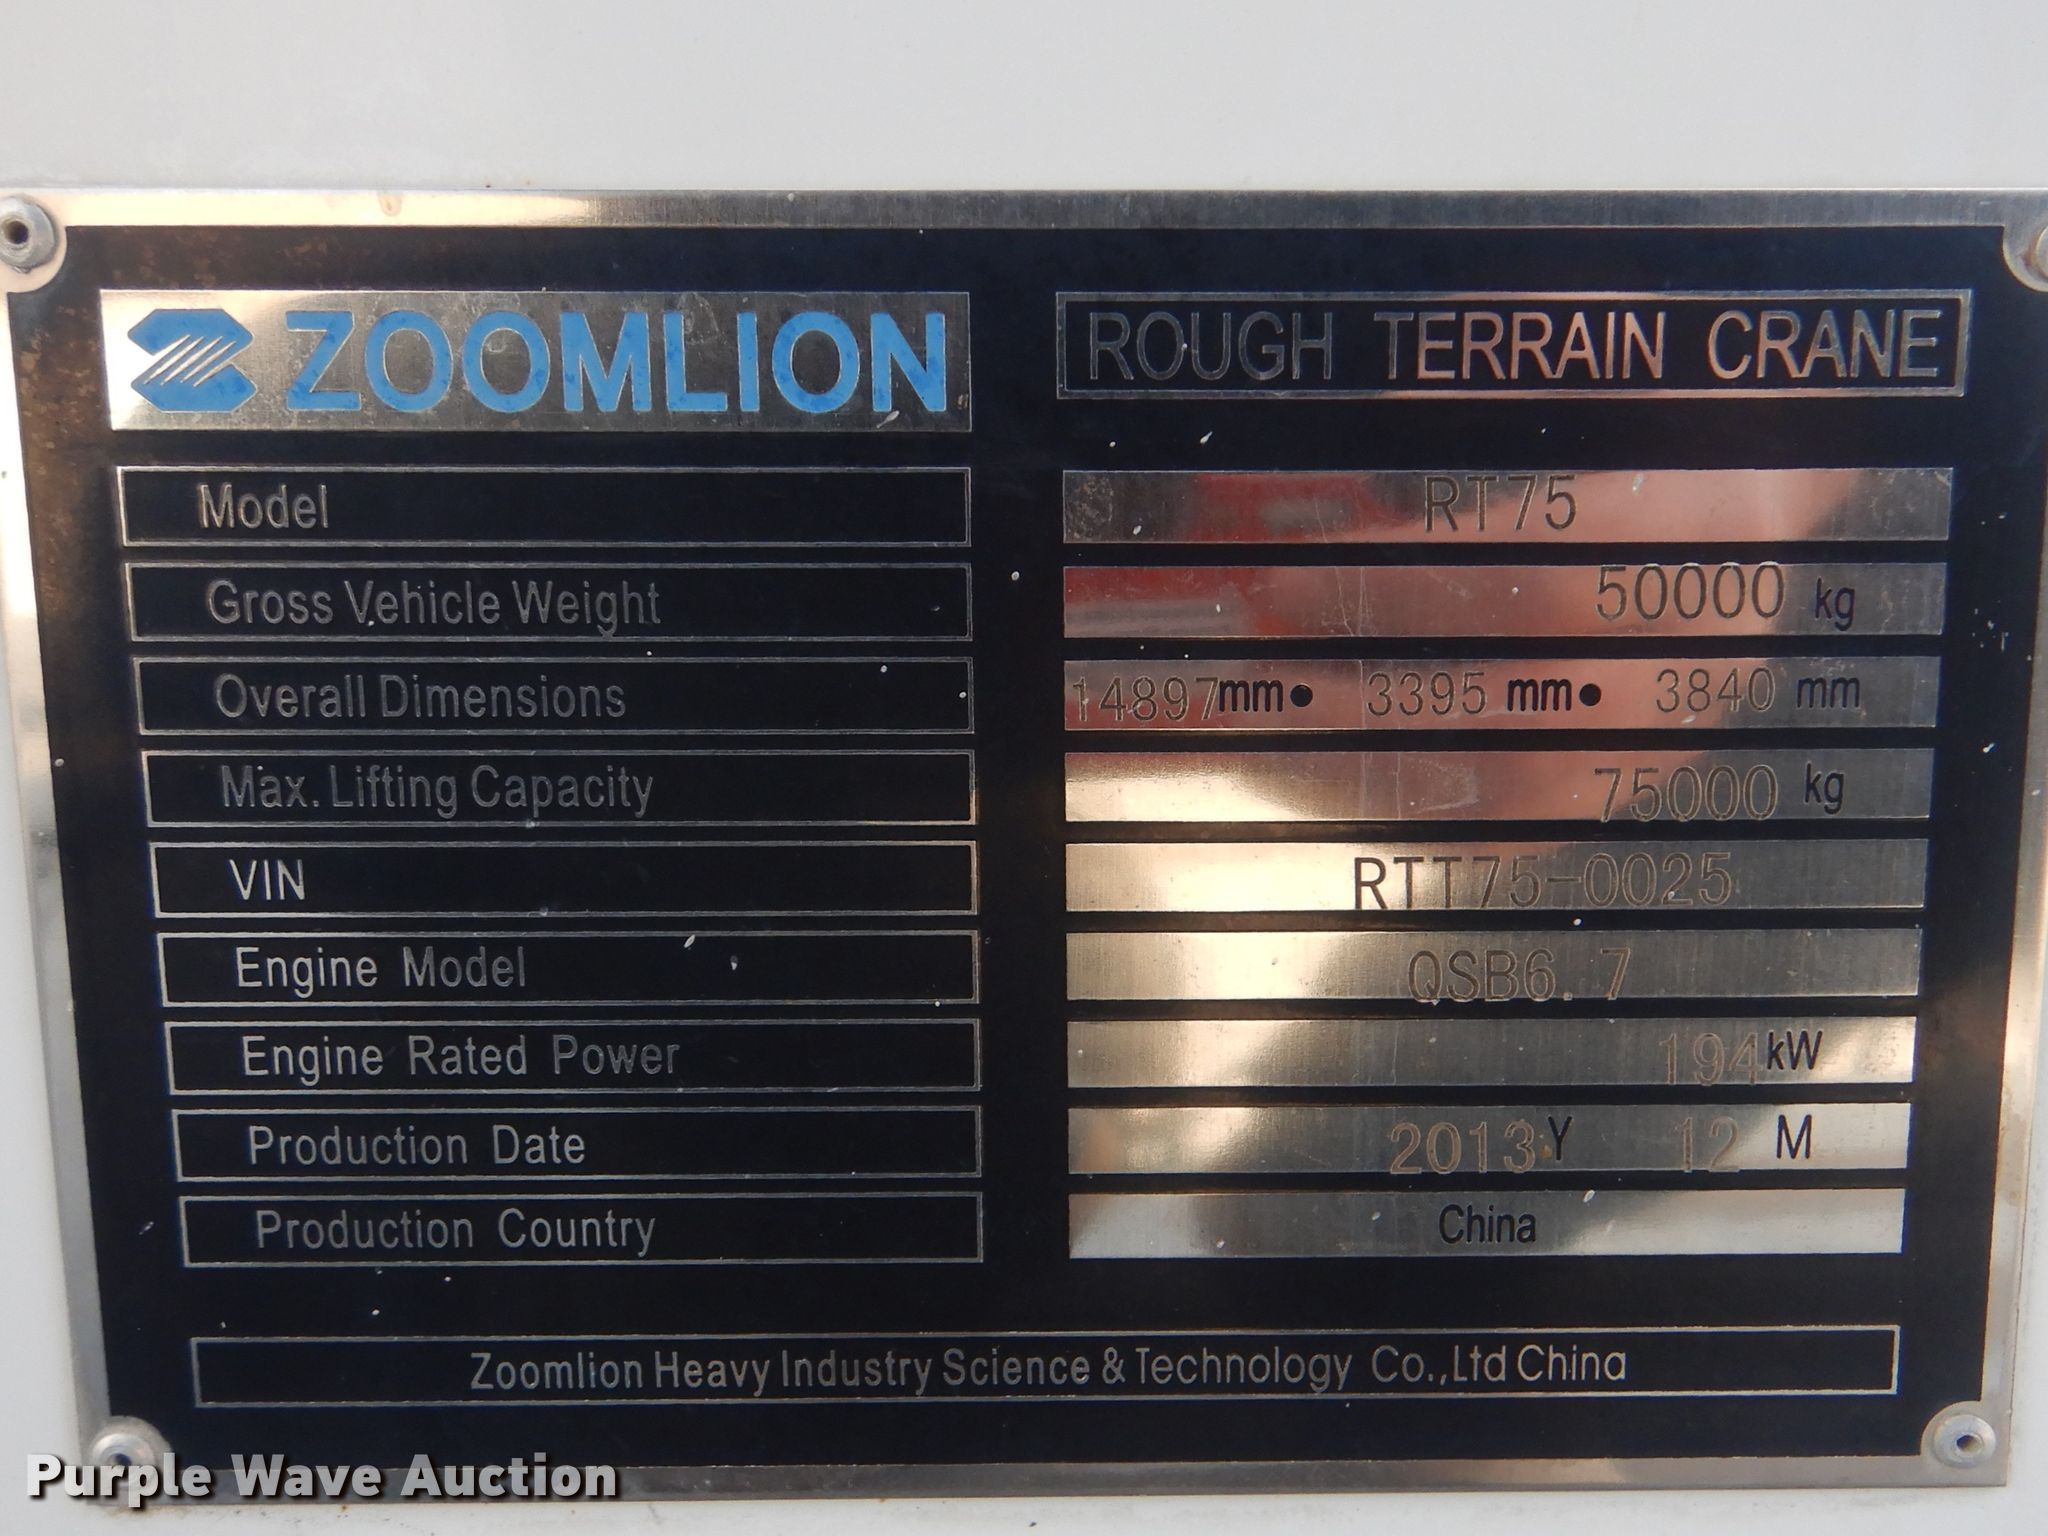 ZOOMLION ROUGH TERRAIN CRANE
Model RT75
Gross Vehicle Weight 50000 kg
Overall Dimensions 14897mm• 3395 mm• 3840 mm
Max. Lifting Capacity 75000 kg
VIN RTT75-0025
Engine Model QSB6.7
Engine Rated Power 194kW
Production Date 2013Y 12 M
Production Country China
Zoomlion Heavy Industry Science & Technology Co.,Ltd China
Purple Wave Auction